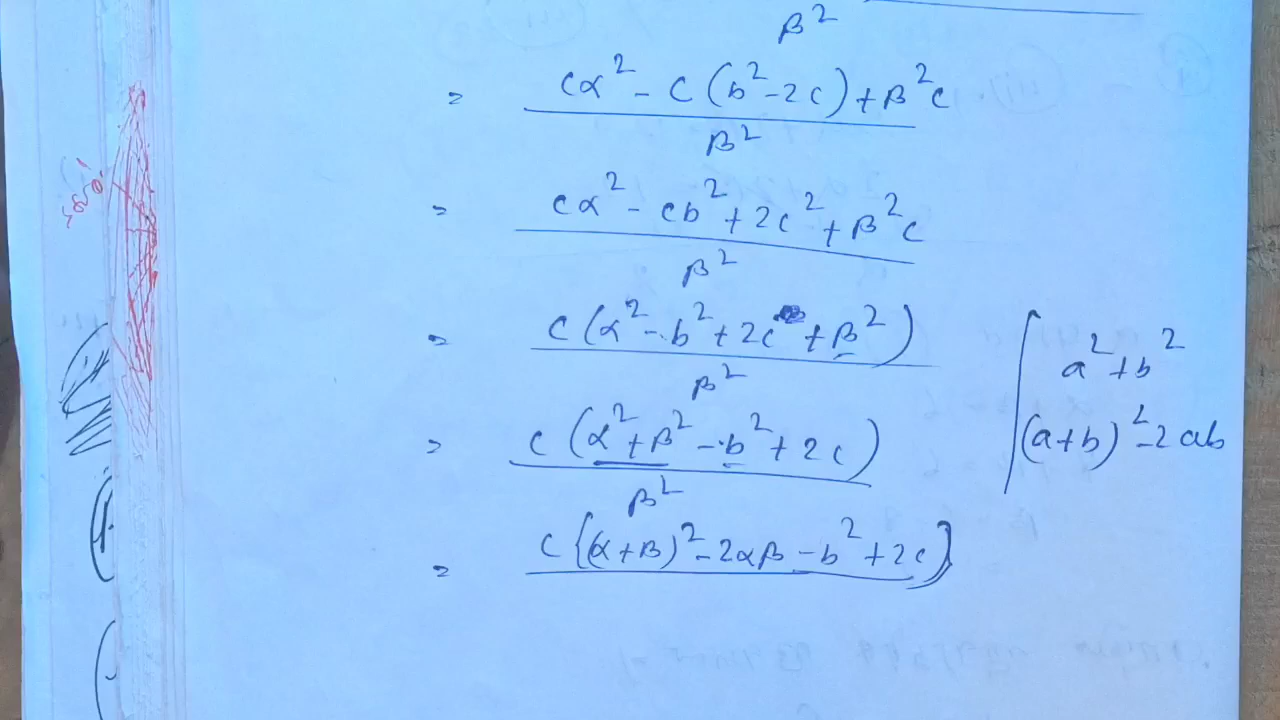 β²
= (cα² - c(b²-2c) + β²c) / β²
= (cα² - cb² + 2c² + β²c) / β²
= c(α² - b² + 2c + β²) / β²
= c(α² + β² - b² + 2c) / β²
= c{(α+β)² - 2αβ - b² + 2c}
a² + b²
(a+b)² - 2ab